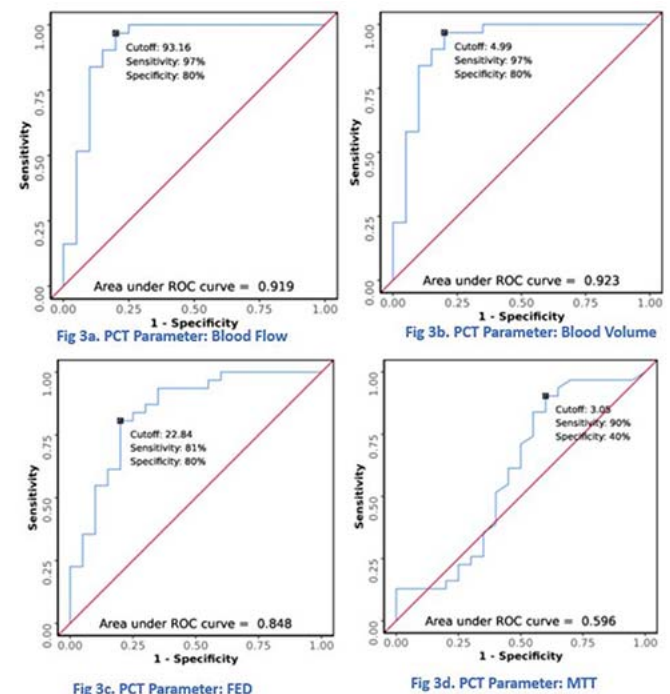 1.00
0.75
0.50
0.25
0.00
Sensitivity
Cutoff: 93.16
Sensitivity: 97%
Specificity: 80%
Area under ROC curve = 0.919
0.00 0.25 0.50 0.75 1.00
1 - Specificity
Fig 3a. PCT Parameter: Blood Flow
1.00
0.75
0.50
0.25
0.00
Sensitivity
Cutoff: 4.99
Sensitivity: 97%
Specificity: 80%
Area under ROC curve = 0.923
0.00 0.25 0.50 0.75 1.00
1 - Specificity
Fig 3b. PCT Parameter: Blood Volume
1.00
0.75
0.50
0.25
0.00
Sensitivity
Cutoff: 22.84
Sensitivity: 81%
Specificity: 80%
Area under ROC curve = 0.848
0.00 0.25 0.50 0.75 1.00
1 - Specificity
Fig 3c. PCT Parameter: FED
1.00
0.75
0.50
0.25
0.00
Sensitivity
Cutoff: 3.05
Sensitivity: 90%
Specificity: 40%
Area under ROC curve = 0.596
0.00 0.25 0.50 0.75 1.00
1 - Specificity
Fig 3d. PCT Parameter: MTT